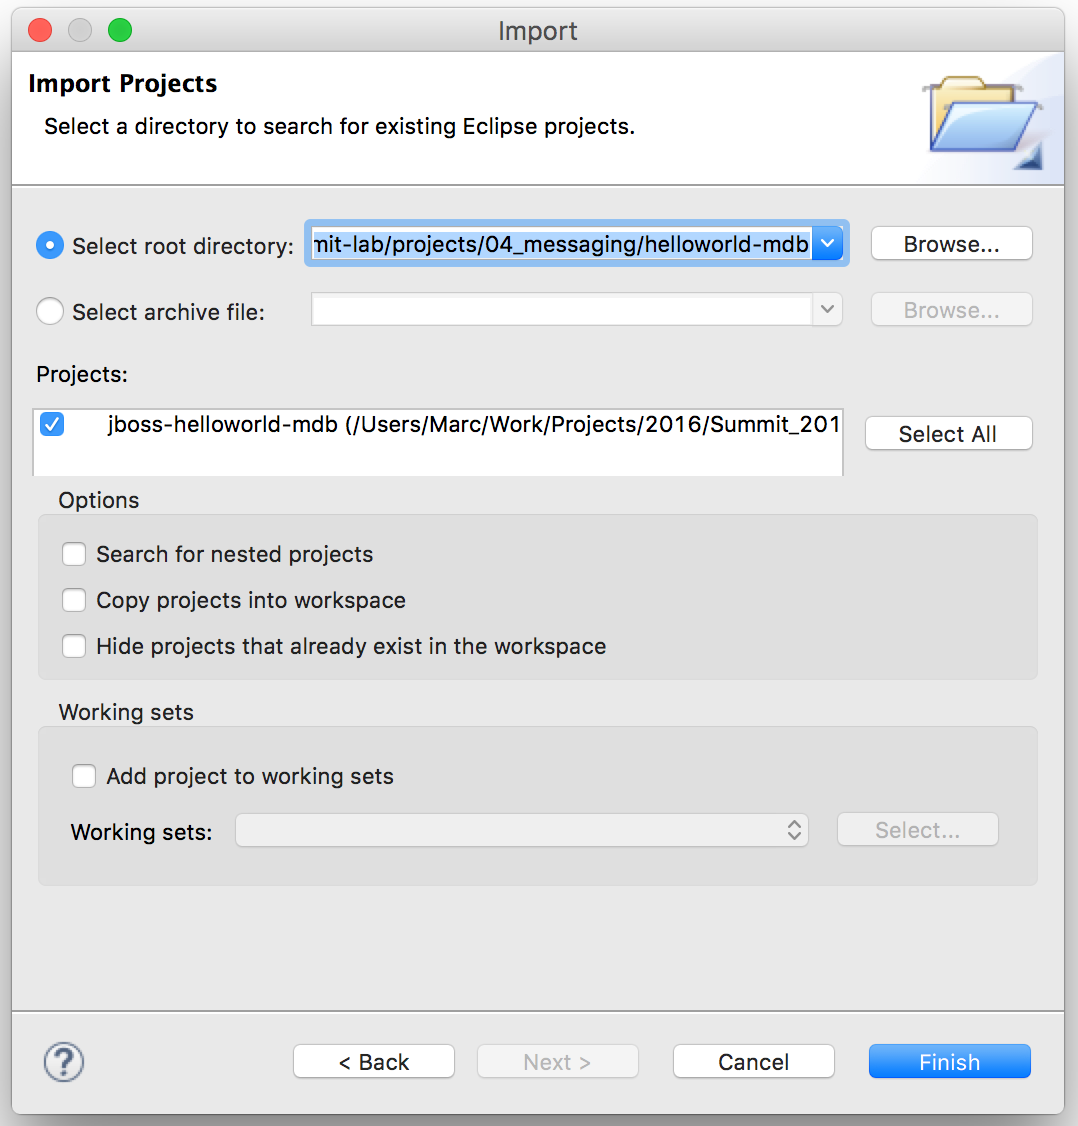 Import
Import Projects
Select a directory to search for existing Eclipse projects.
Select root directory: mit-lab/projects/04_messaging/helloworld-mdb Browse...
Select archive file: Browse...
Projects:
jboss-helloworld-mdb (/Users/Marc/Work/Projects/2016/Summit_201 Select All
Options
Search for nested projects
Copy projects into workspace
Hide projects that already exist in the workspace
Working sets
Add project to working sets
Working sets: Select...
? < Back Next > Cancel Finish